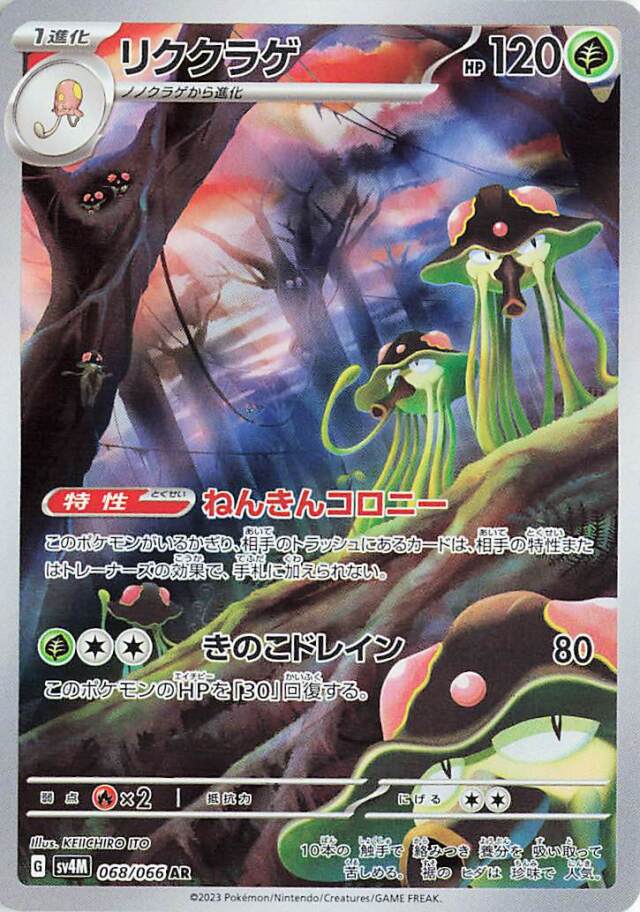 1進化
リククラゲ
HP 120
ノノクラゲから進化
特性 とくせい ねんきんコロニー
このポケモンがいるかぎり、相手のトラッシュにあるカードは、相手の特性また
はトレーナーズの効果で、手札に加えられない。
きのこドレイン 80
このポケモンのHPを「30」回復する。
弱点 ×2 抵抗力 にげる
Illus. KEIICHIRO ITO
G sv4M 068/066 AR
10本の 触手で 絡みつき 養分を 吸い取って
苦しめる。 裾の ヒダは 珍味で 人気。
©2023 Pokémon/Nintendo/Creatures/GAME FREAK.